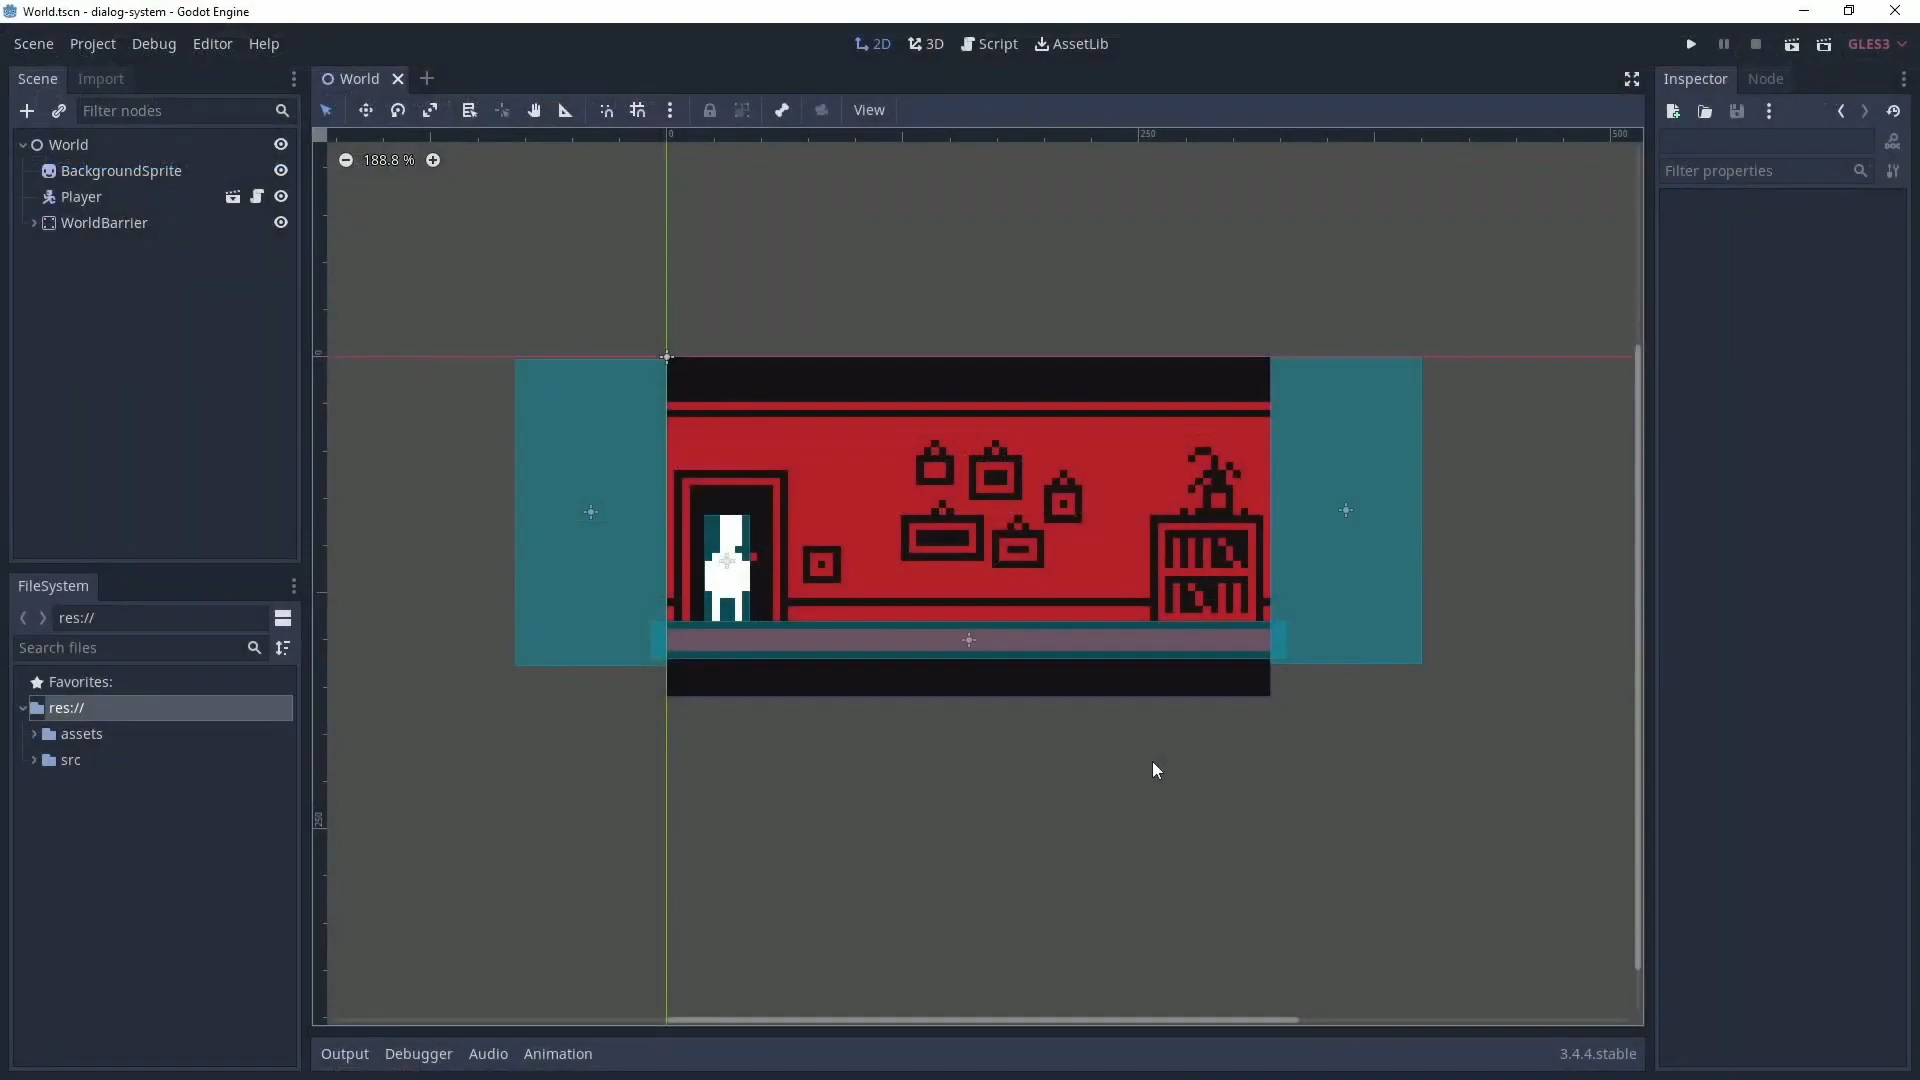 World.tscn - dialog-system - Godot Engine
Scene Project Debug Editor Help
2D 3D Script AssetLib
GLES3
Scene Import
World
Inspector Node
Filter nodes
View
World
BackgroundSprite
Player
WorldBarrier
0 250 500
188.8 %
Filter properties
0
250
FileSystem
res://
Search files
Favorites:
res://
assets
src
Output Debugger Audio Animation
3.4.4.stable